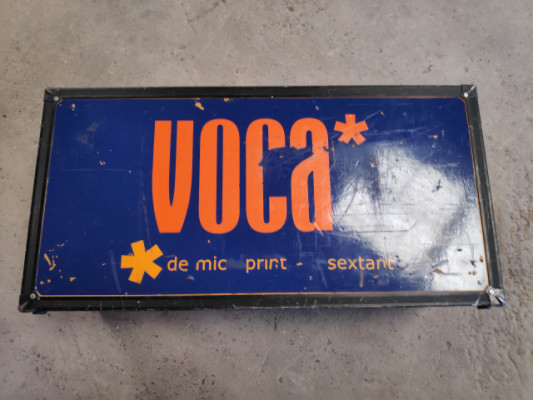 voca*
* de mic print - sextant